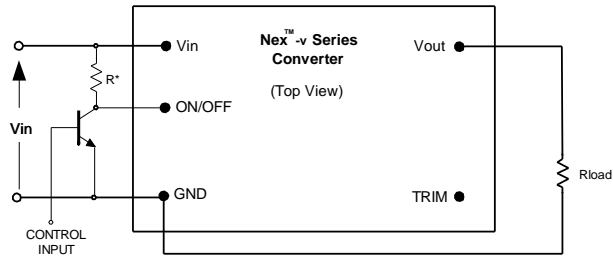 Nex™-v Series
Converter
(Top View)
Vin
Vout
R*
ON/OFF
Vin
GND
TRIM
Rload
CONTROL
INPUT